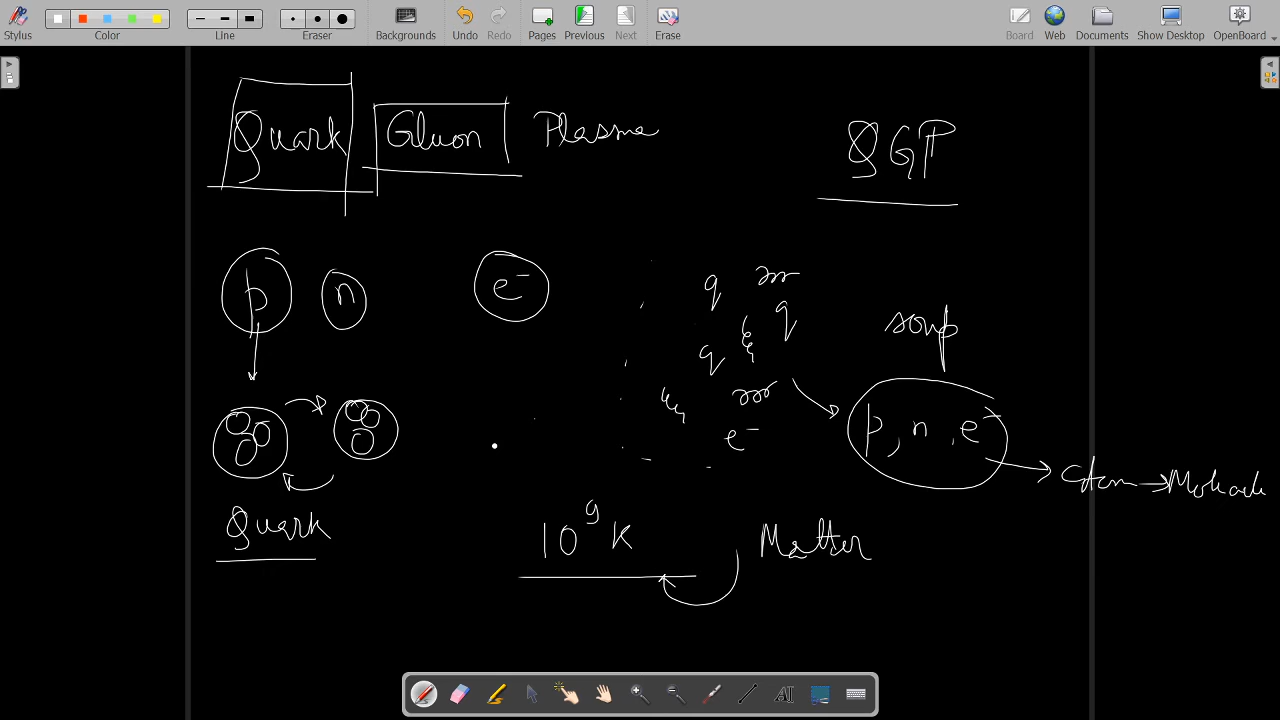 Stylus Color Line Eraser Backgrounds Undo Redo Pages Previous Next Erase Board Web Documents Show Desktop OpenBoard
Quark Gluon Plasma
QGP
p n e⁻
q
q
q
e⁻
soup
p, n, e⁻
Atom → Molecule
Quark
10⁹ K
Matter